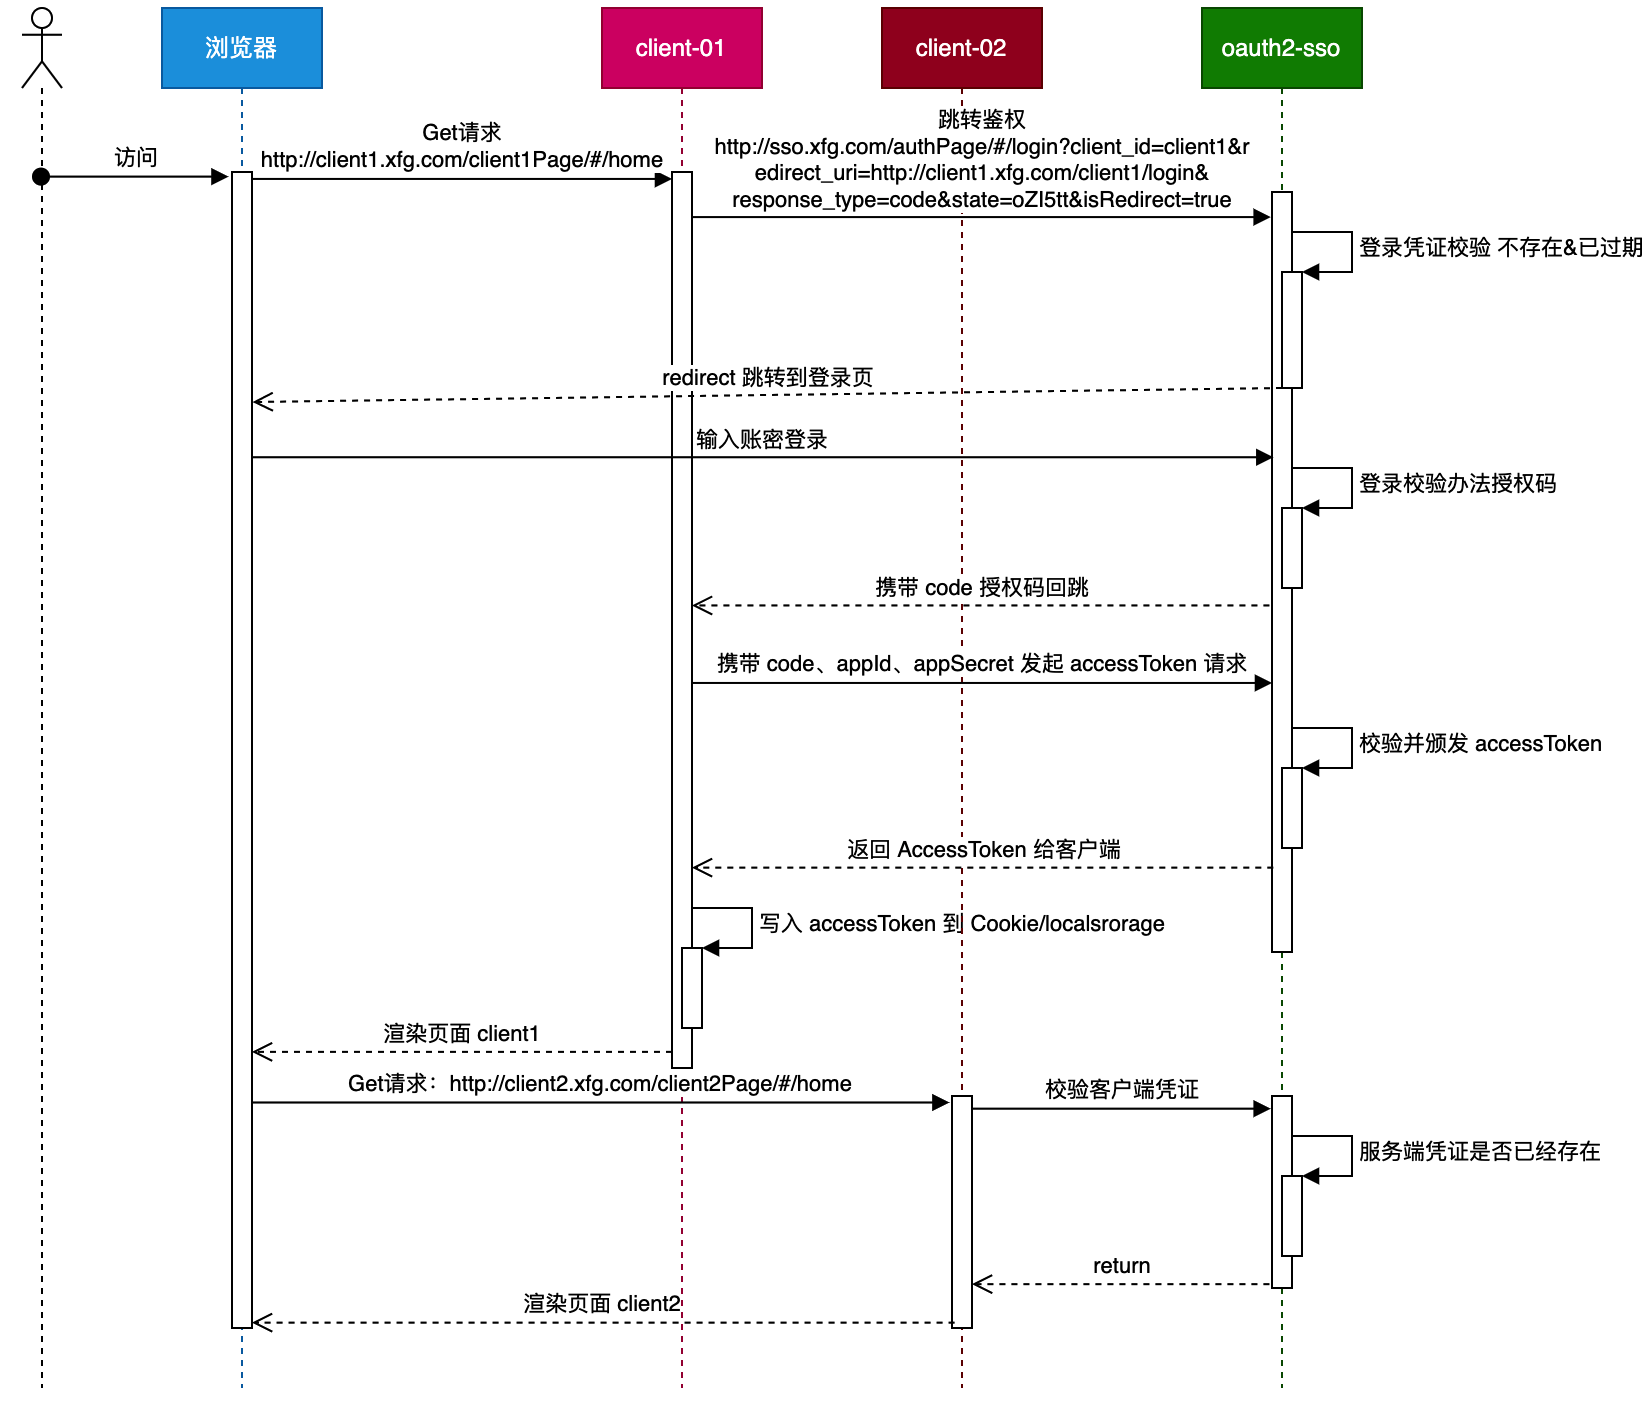 浏览器
client-01
client-02
oauth2-sso
访问
Get请求
http://client1.xfg.com/client1Page/#/home
跳转鉴权
http://sso.xfg.com/authPage/#/login?client_id=client1&r
edirect_uri=http://client1.xfg.com/client1/login&
response_type=code&state=oZI5tt&isRedirect=true
登录凭证校验 不存在&已过期
redirect 跳转到登录页
输入账密登录
登录校验办法授权码
携带 code 授权码回跳
携带 code、appId、appSecret 发起 accessToken 请求
校验并颁发 accessToken
返回 AccessToken 给客户端
写入 accessToken 到 Cookie/localsrorage
渲染页面 client1
Get请求：http://client2.xfg.com/client2Page/#/home
校验客户端凭证
服务端凭证是否已经存在
return
渲染页面 client2